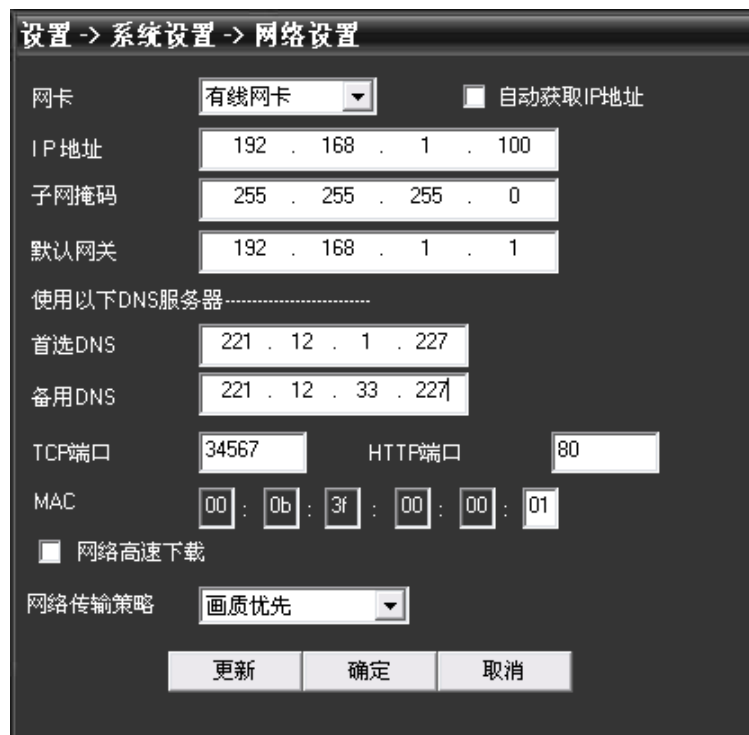 设置 -> 系统设置 -> 网络设置
网卡 有线网卡 自动获取IP地址
IP地址 192 . 168 . 1 . 100
子网掩码 255 . 255 . 255 . 0
默认网关 192 . 168 . 1 . 1
使用以下DNS服务器--------------------------
首选DNS 221 . 12 . 1 . 227
备用DNS 221 . 12 . 33 . 227
TCP端口 34567 HTTP端口 80
MAC 00 : 0b : 3f : 00 : 00 : 01
网络高速下载
网络传输策略 画质优先
更新 确定 取消